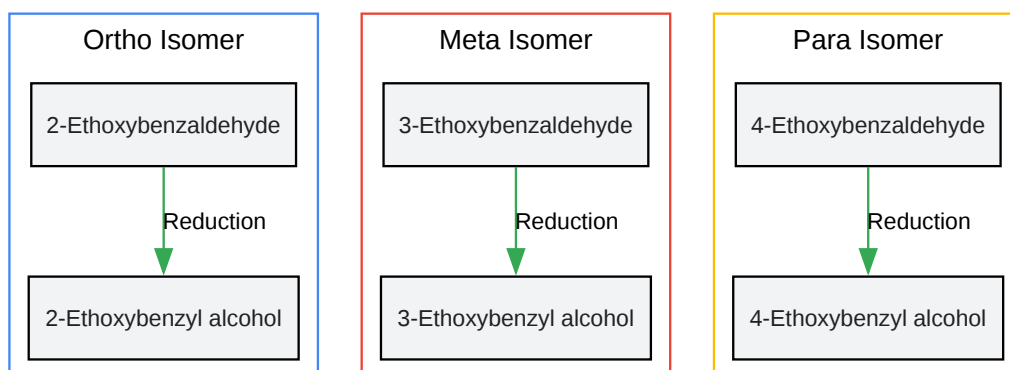 Ortho Isomer
2-Ethoxybenzaldehyde
Reduction
2-Ethoxybenzyl alcohol
Meta Isomer
3-Ethoxybenzaldehyde
Reduction
3-Ethoxybenzyl alcohol
Para Isomer
4-Ethoxybenzaldehyde
Reduction
4-Ethoxybenzyl alcohol